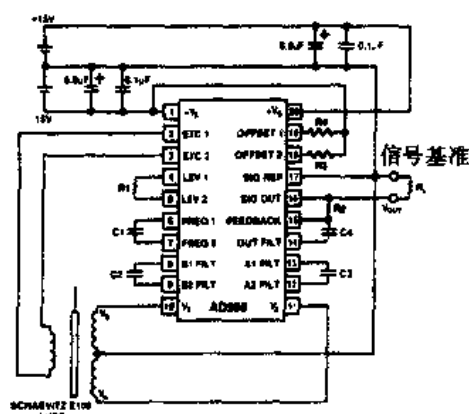 +15V
6.8μF
0.1μF
15V
6.8μF
0.1μF
1
-Vs
+Vs
20
2
EXC 1
OFFSET 1
19
R4
3
EXC 2
OFFSET 2
18
R3
信号基准
4
LEV 1
SIG REF
17
R1
5
LEV 2
SIG OUT
16
RL
VOUT
R2
6
FREQ 1
FEEDBACK
15
C1
7
FREQ 2
OUT FILT
14
C4
8
B1 FILT
A1 FILT
13
C2
C3
9
B2 FILT
A2 FILT
12
10
V1
V2
11
AD598
SCHAEVITZ E100